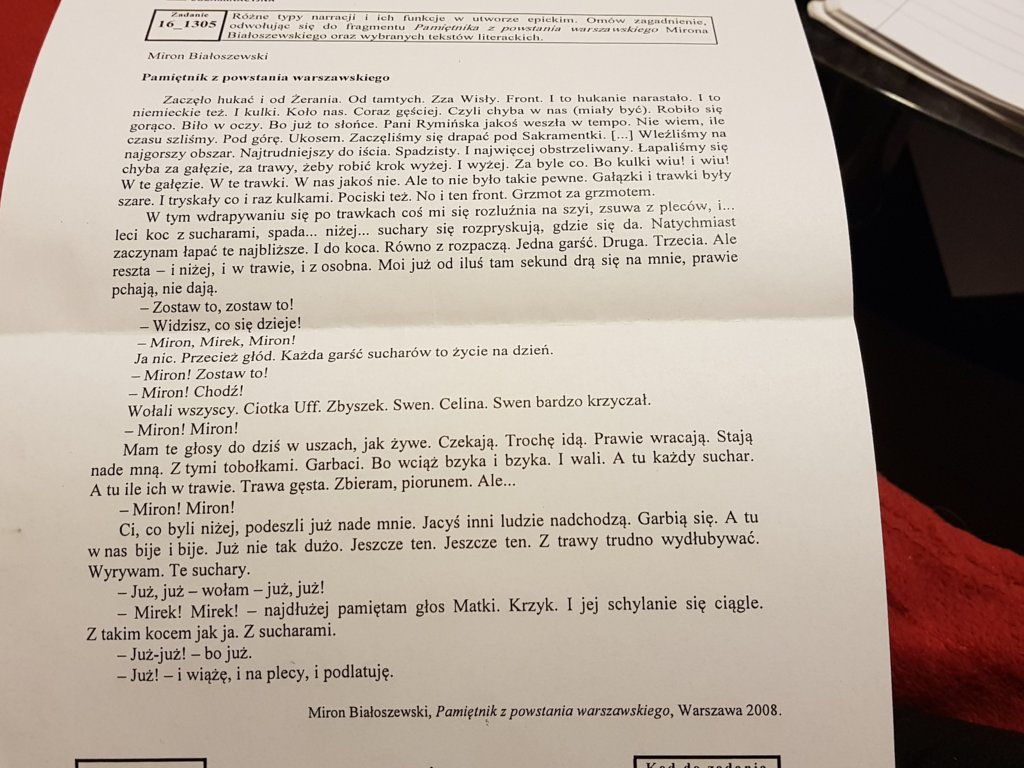 Zadanie
16_1305
Różne typy narracji i ich funkcje w utworze epickim. Omów zagadnienie,
odwołując się do fragmentu Pamiętnika z powstania warszawskiego Mirona
Białoszewskiego oraz wybranych tekstów literackich.
Miron Białoszewski
Pamiętnik z powstania warszawskiego
Zaczęło hukać i od Żerania. Od tamtych. Zza Wisły. Front. I to hukanie narastało. I to
niemieckie też. I kulki. Koło nas. Coraz gęściej. Czyli chyba w nas (miały być). Robiło się
gorąco. Biło w oczy. Bo już to słońce. Pani Rymińska jakoś weszła w tempo. Nie wiem, ile
czasu szliśmy. Pod górę. Ukosem. Zaczęliśmy się drapać pod Sakramentki. [...] Wleźliśmy na
najgorszy obszar. Najtrudniejszy do iścia. Spadzisty. I najwięcej obstrzeliwany. Łapaliśmy się
chyba za gałęzie, za trawy, żeby robić krok wyżej. I wyżej. Za byle co. Bo kulki wiu! i wiu!
W te gałęzie. W te trawki. W nas jakoś nie. Ale to nie było takie pewne. Gałązki i trawki były
szare. I tryskały co i raz kulkami. Pociski też. No i ten front. Grzmot za grzmotem.
W tym wdrapywaniu się po trawkach coś mi się rozluźnia na szyi, zsuwa z pleców, i...
leci koc z sucharami, spada... niżej... suchary się rozpryskują, gdzie się da. Natychmiast
zaczynam łapać te najbliższe. I do koca. Równo z rozpaczą. Jedna garść. Druga. Trzecia. Ale
reszta – i niżej, i w trawie, i z osobna. Moi już od iluś tam sekund drą się na mnie, prawie
pchają, nie dają.
– Zostaw to, zostaw to!
– Widzisz, co się dzieje!
– Miron, Mirek, Miron!
Ja nic. Przecież głód. Każda garść sucharów to życie na dzień.
– Miron! Zostaw to!
– Miron! Chodź!
Wołali wszyscy. Ciotka Uff. Zbyszek. Swen. Celina. Swen bardzo krzyczał.
– Miron! Miron!
Mam te głosy do dziś w uszach, jak żywe. Czekają. Trochę idą. Prawie wracają. Stają
nade mną. Z tymi tobołkami. Garbaci. Bo wciąż bzyka i bzyka. I wali. A tu każdy suchar.
A tu ile ich w trawie. Trawa gęsta. Zbieram, piorunem. Ale...
– Miron! Miron!
Ci, co byli niżej, podeszli już nade mnie. Jacyś inni ludzie nadchodzą. Garbią się. A tu
w nas bije i bije. Już nie tak dużo. Jeszcze ten. Jeszcze ten. Z trawy trudno wydłubywać.
Wyrywam. Te suchary.
– Już, już – wołam – już, już!
– Mirek! Mirek! – najdłużej pamiętam głos Matki. Krzyk. I jej schylanie się ciągle.
Z takim kocem jak ja. Z sucharami.
– Już-już! – bo już.
– Już! – i wiążę, i na plecy, i podlatuję.
Miron Białoszewski, Pamiętnik z powstania warszawskiego, Warszawa 2008.
Kod do zadania